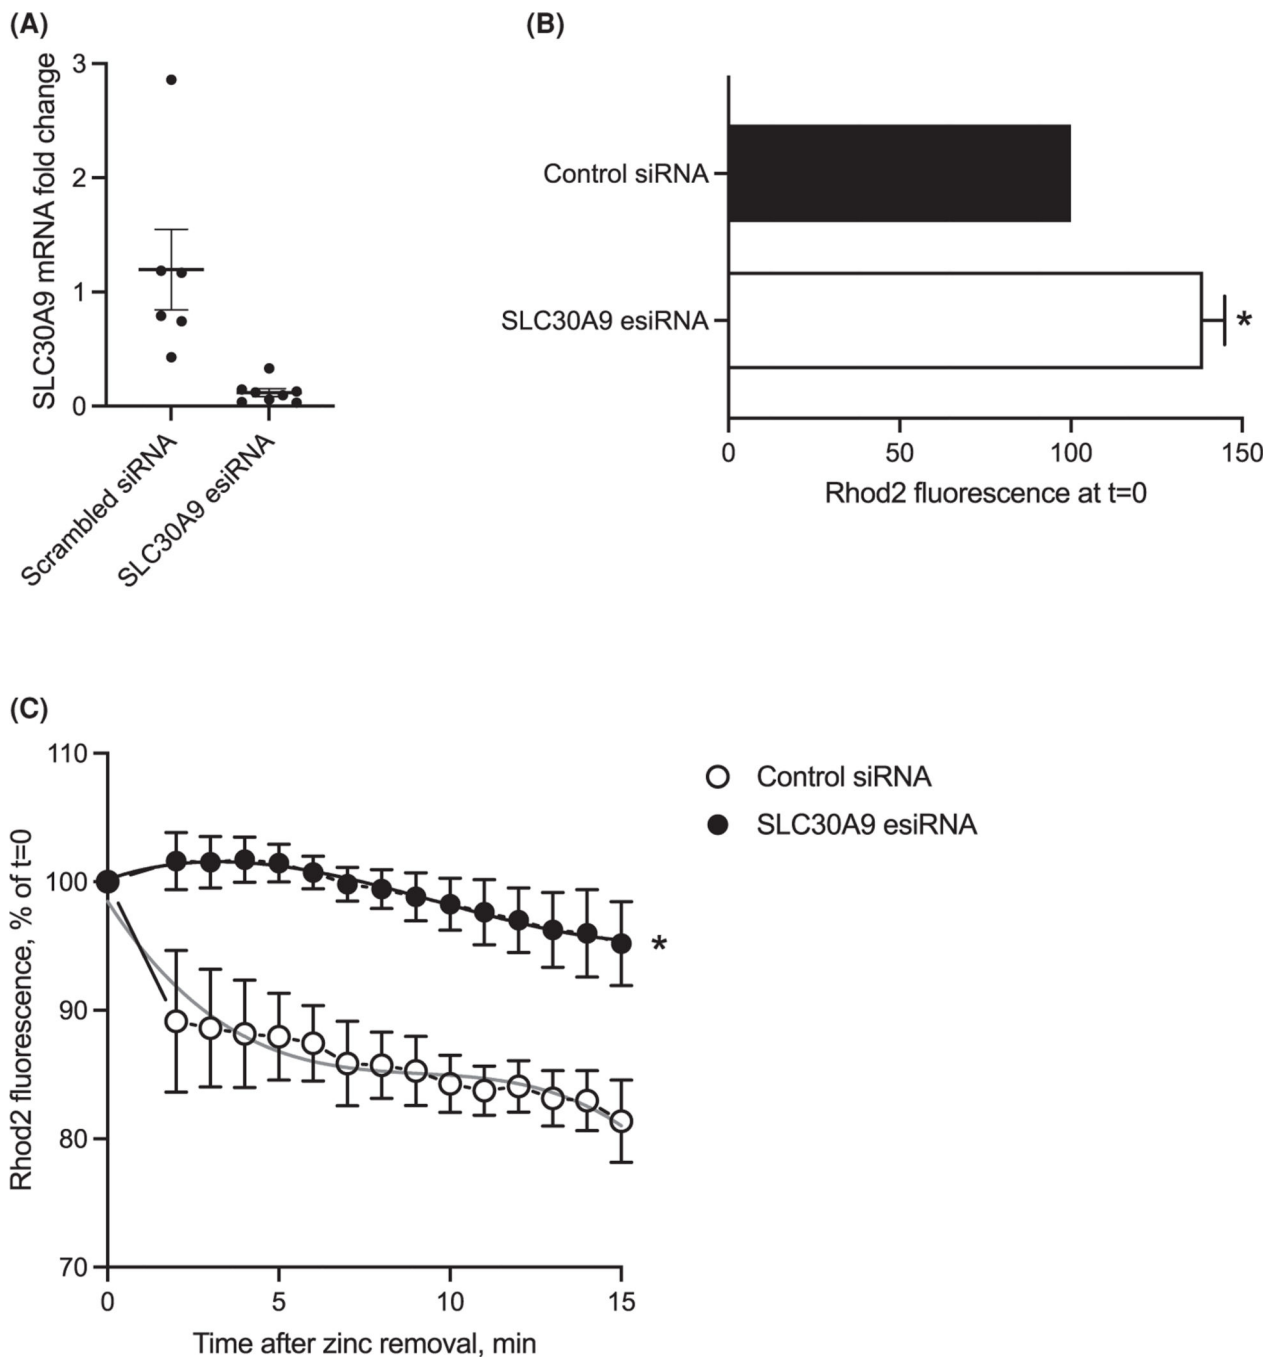 (A)
SLC30A9 mRNA fold change
3
2
1
0
Scrambled siRNA
SLC30A9 esiRNA
(B)
Control siRNA
SLC30A9 esiRNA
*
0 50 100 150
Rhod2 fluorescence at t=0
(C)
Rhod2 fluorescence, % of t=0
110
100
90
80
70
*
0 5 10 15
Time after zinc removal, min
Control siRNA
SLC30A9 esiRNA